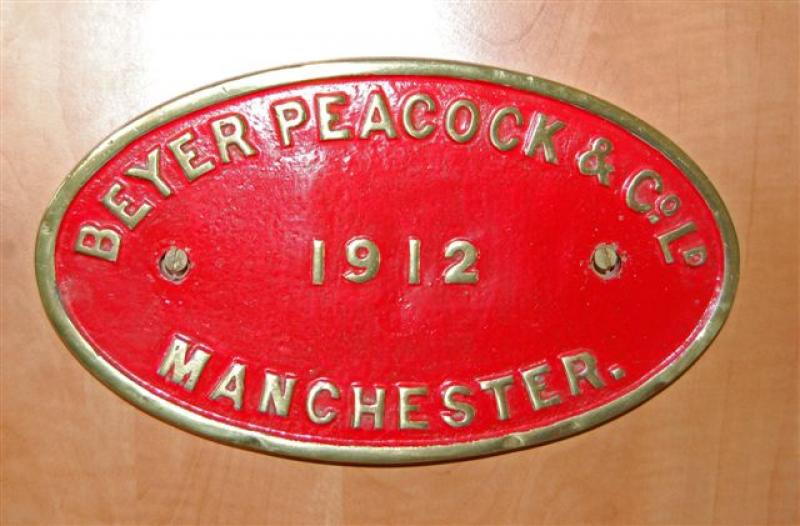 BEYER PEACOCK & Co. LD
1912
MANCHESTER.